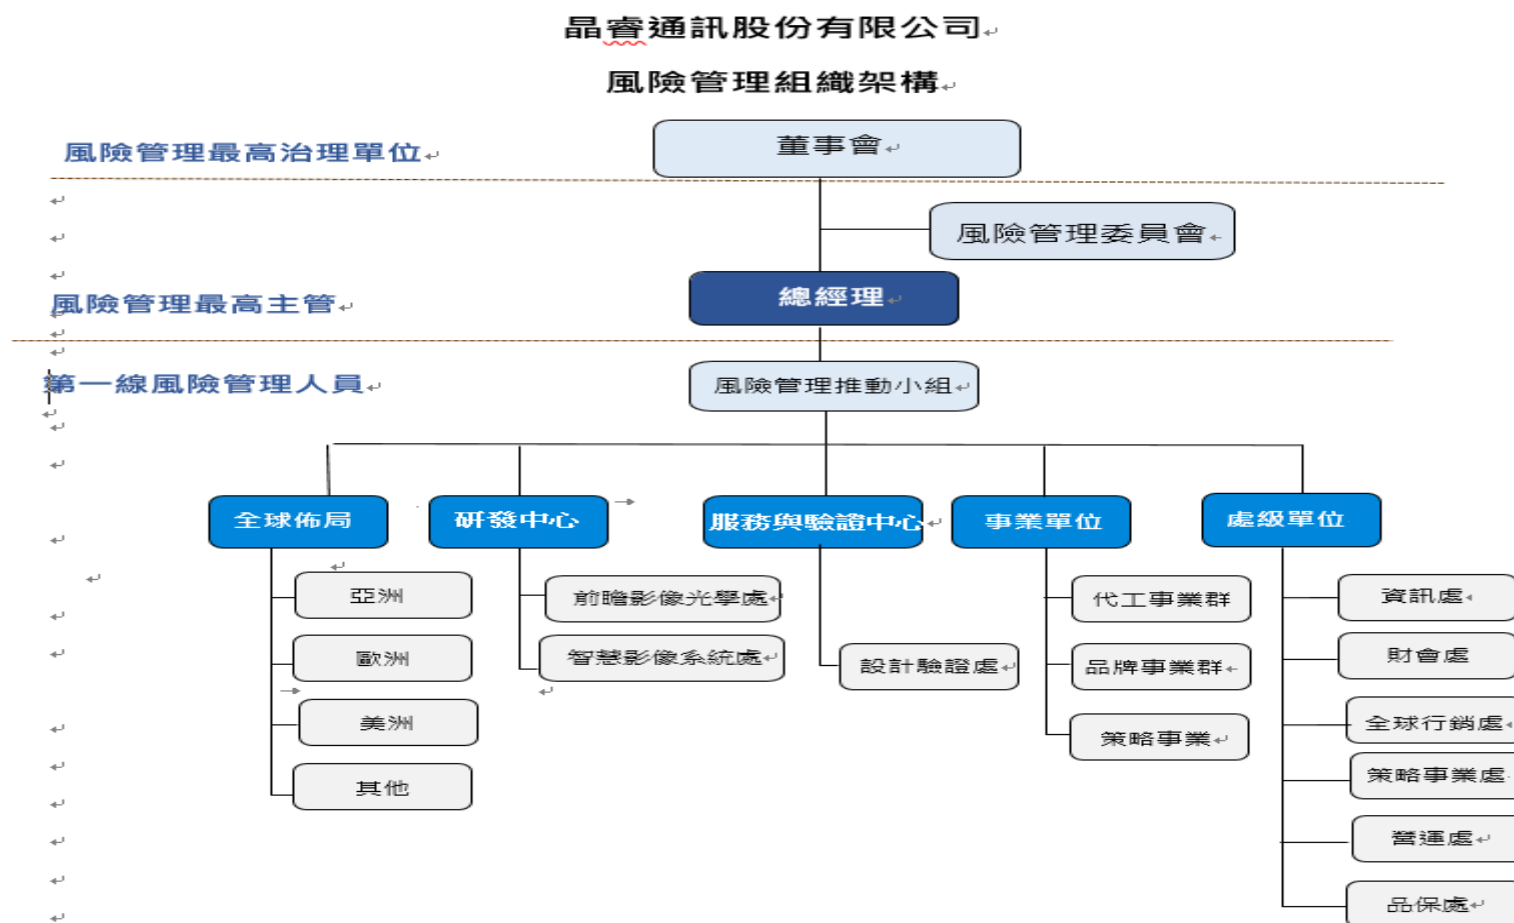 晶睿通訊股份有限公司
風險管理組織架構
風險管理最高治理單位
董事會
風險管理委員會
風險管理最高主管
總經理
第一線風險管理人員
風險管理推動小組
全球佈局
研發中心
服務與驗證中心
事業單位
處級單位
亞洲
歐洲
美洲
其他
前瞻影像光學處
智慧影像系統處
設計驗證處
代工事業群
品牌事業群
策略事業
資訊處
財會處
全球行銷處
策略事業處
營運處
品保處